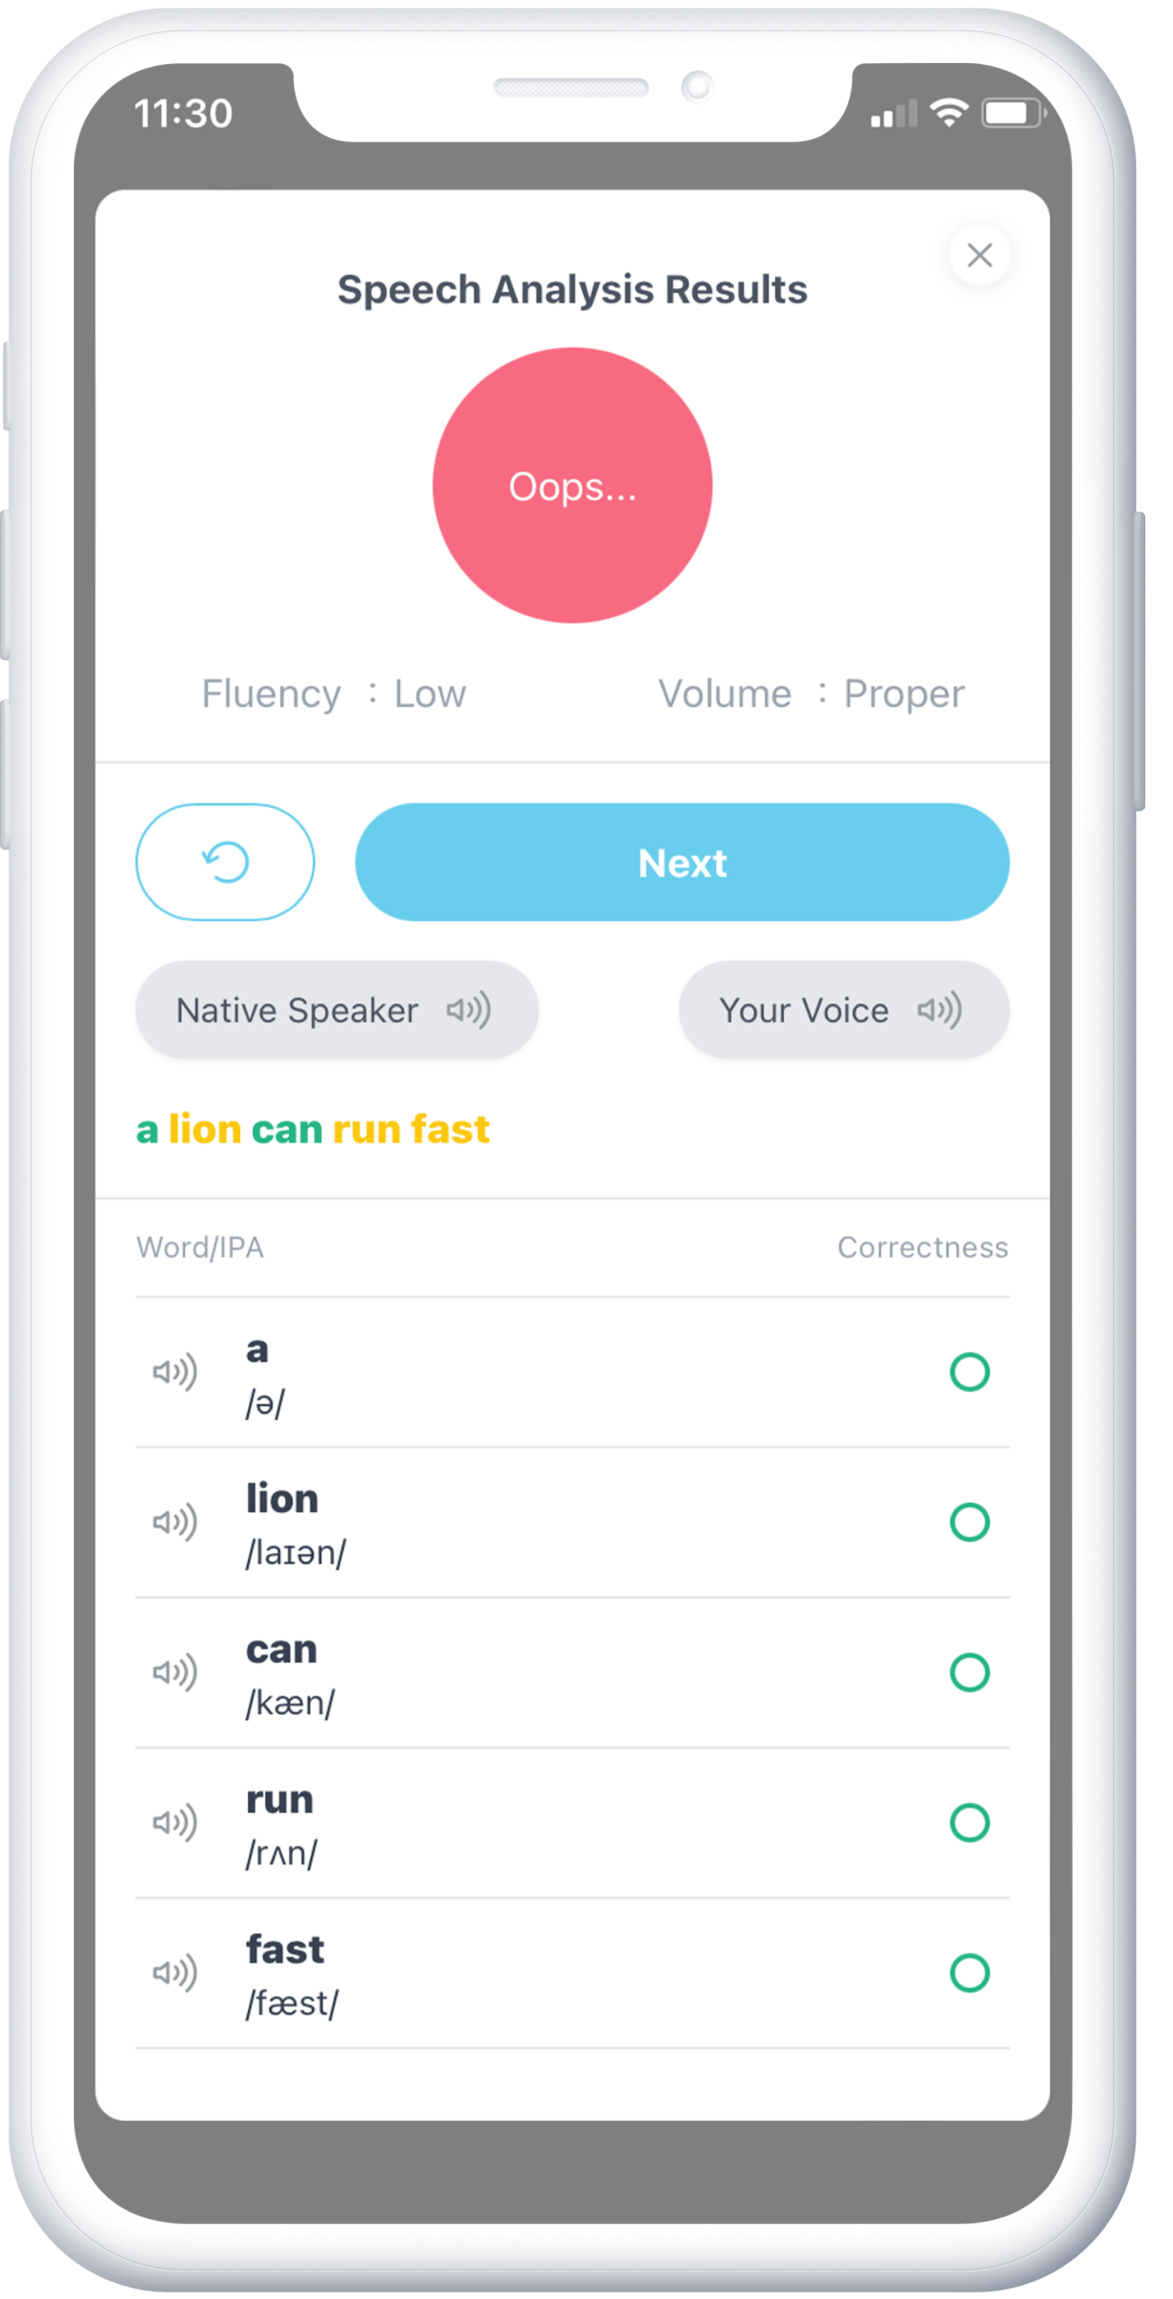 11:30
Speech Analysis Results
Oops...
Fluency : Low Volume : Proper
Next
Native Speaker Your Voice
a lion can run fast
Word/IPA Correctness
a
/ə/
lion
/laɪən/
can
/kæn/
run
/rʌn/
fast
/fæst/